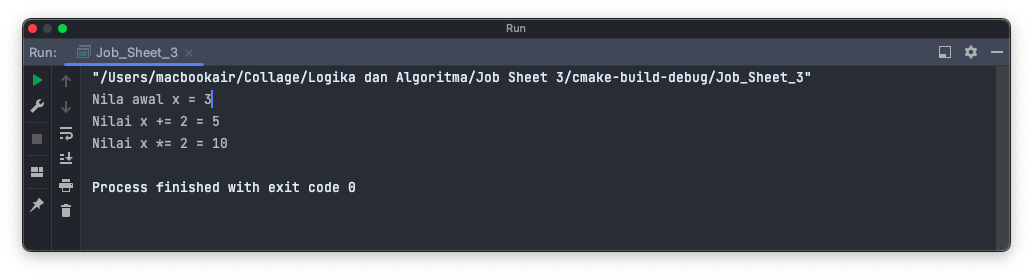 Run
Run: Job_Sheet_3
"/Users/macbookair/Collage/Logika dan Algoritma/Job Sheet 3/cmake-build-debug/Job_Sheet_3"
Nila awal x = 3
Nilai x += 2 = 5
Nilai x *= 2 = 10
Process finished with exit code 0